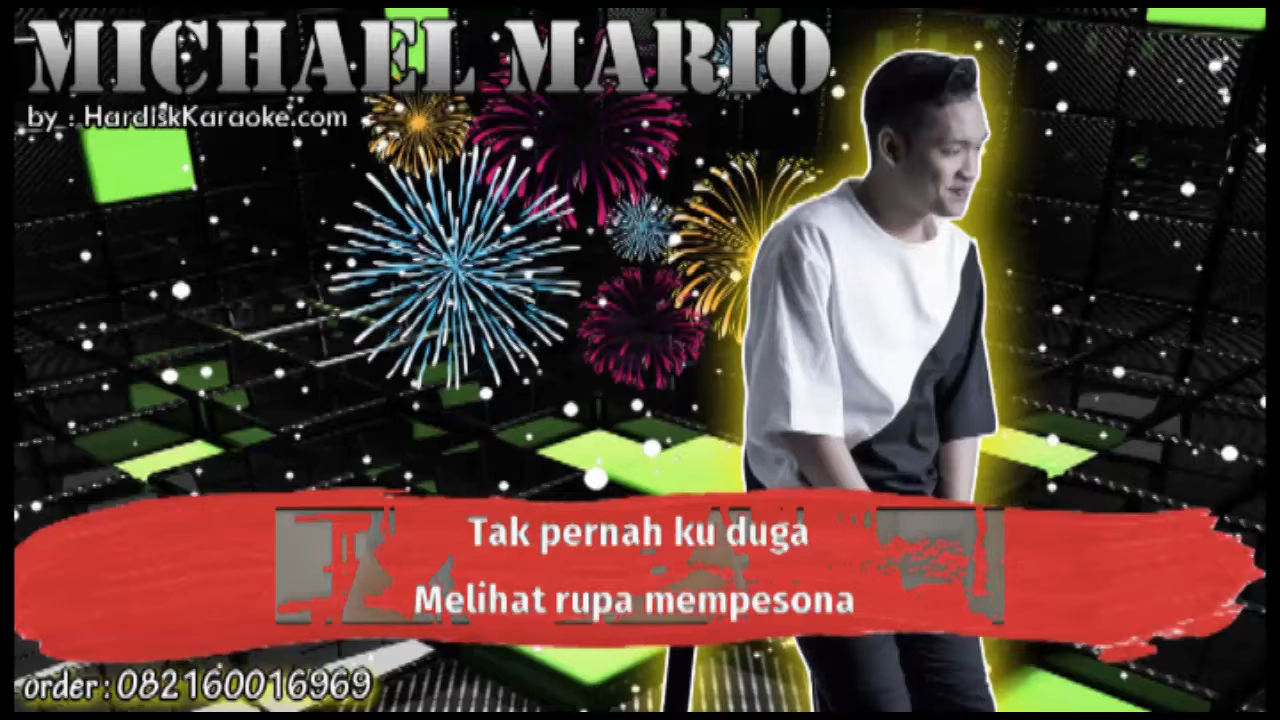 MICHAEL MARIO
by : HardiskKaraoke.com
Tak pernah ku duga
Melihat rupa mempesona
order : 082160016969